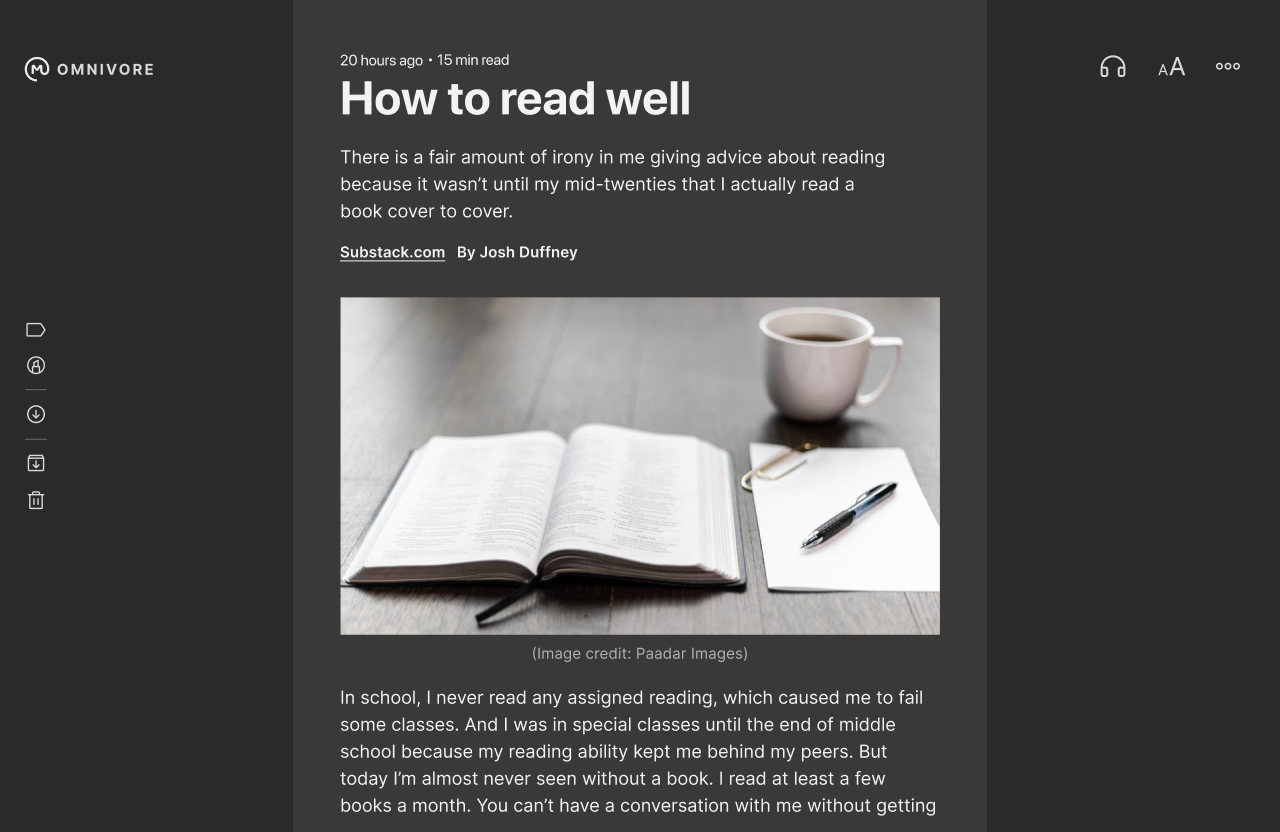 OMNIVORE
20 hours ago • 15 min read
AA
How to read well
There is a fair amount of irony in me giving advice about reading
because it wasn’t until my mid-twenties that I actually read a
book cover to cover.
Substack.com By Josh Duffney
(Image credit: Paadar Images)
In school, I never read any assigned reading, which caused me to fail
some classes. And I was in special classes until the end of middle
school because my reading ability kept me behind my peers. But
today I’m almost never seen without a book. I read at least a few
books a month. You can’t have a conversation with me without getting